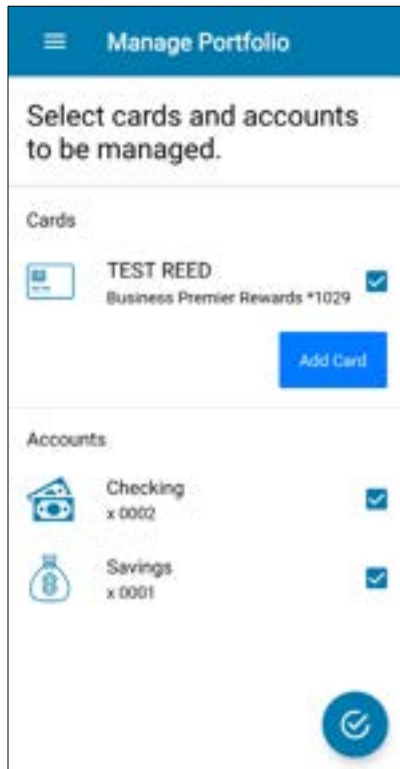 Manage Portfolio
Select cards and accounts
to be managed.
Cards
TEST REED
Business Premier Rewards *1029
Add Card
Accounts
Checking
x 0002
Savings
x 0001